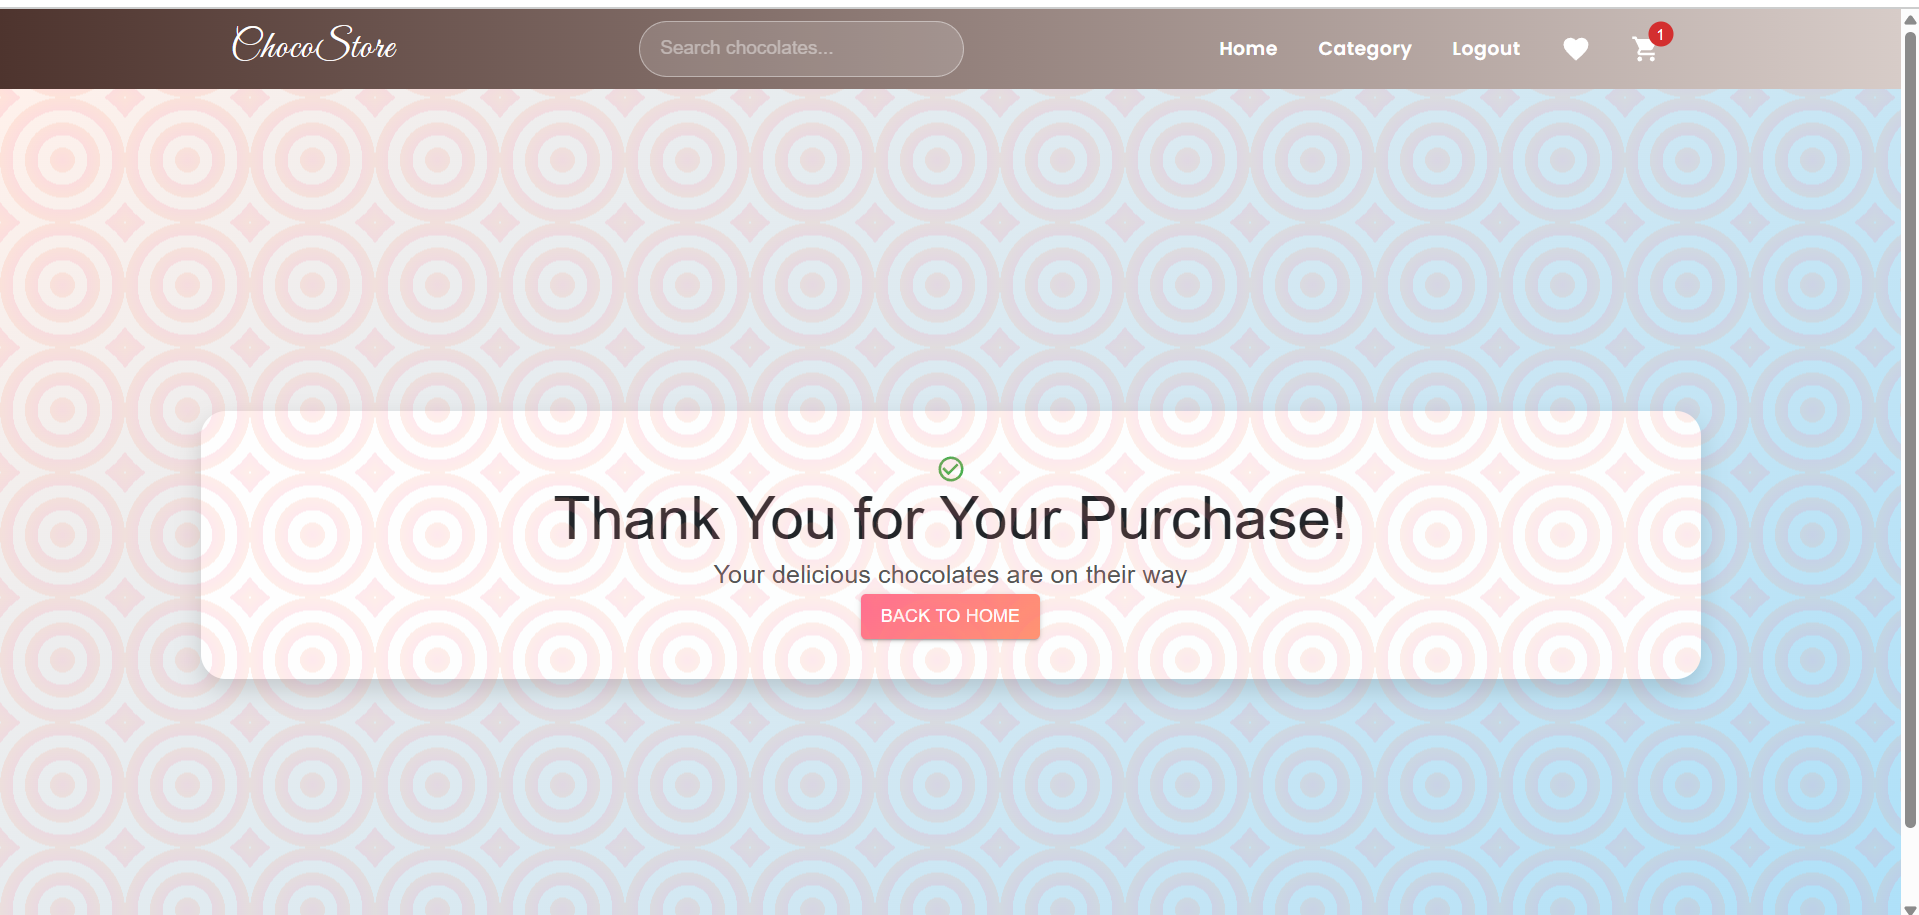 ChocoStore
Search chocolates...
Home
Category
Logout
1
Thank You for Your Purchase!
Your delicious chocolates are on their way
BACK TO HOME